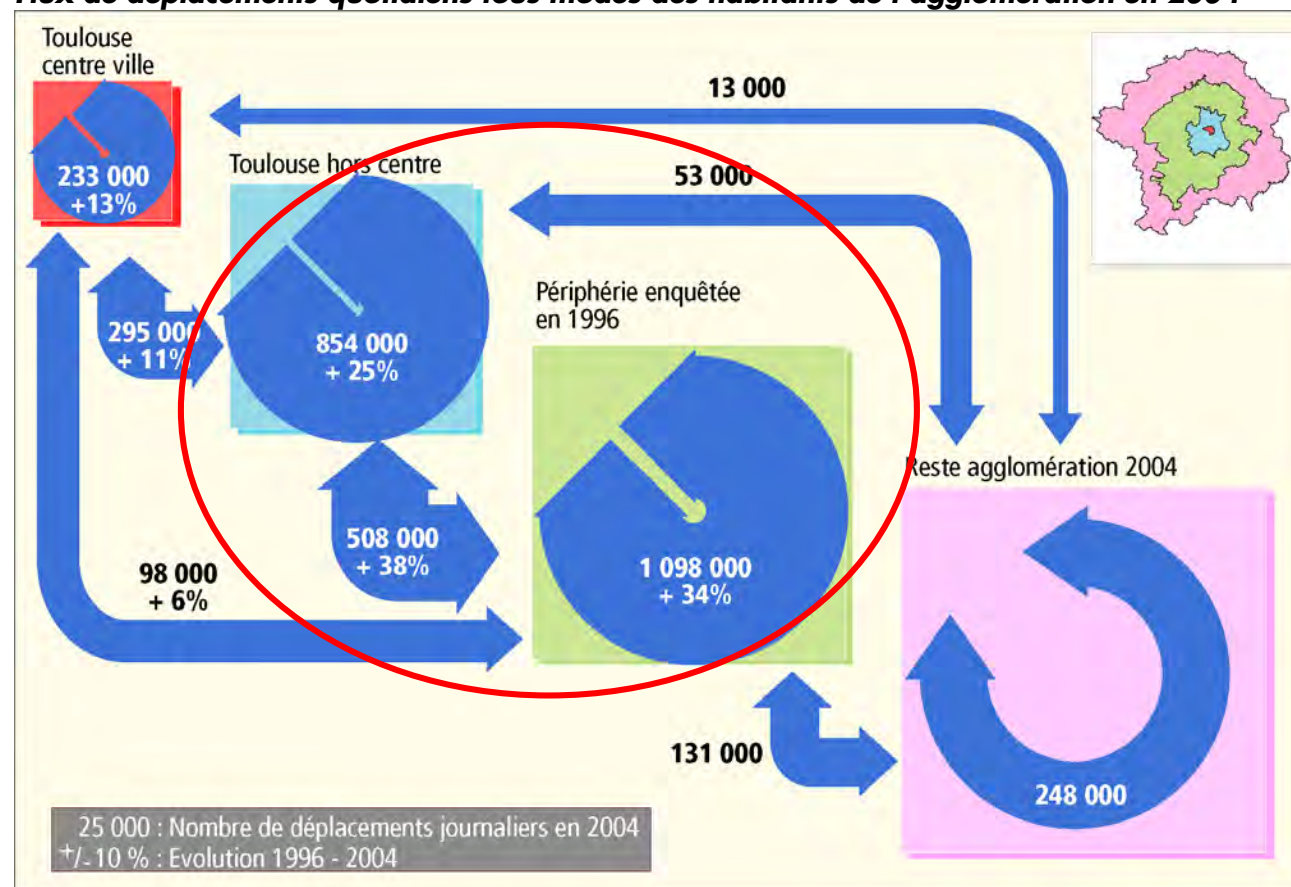 Toulouse
centre ville
233 000
+13%
13 000
Toulouse hors centre
53 000
295 000
+ 11%
854 000
+ 25%
Périphérie enquêtée
en 1996
508 000
+ 38%
1 098 000
+ 34%
98 000
+ 6%
Reste agglomération 2004
131 000
248 000
25 000 : Nombre de déplacements journaliers en 2004
+/-10 % : Evolution 1996 - 2004